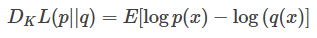 D_K L(p||q) = E[log p(x) − log (q(x)]